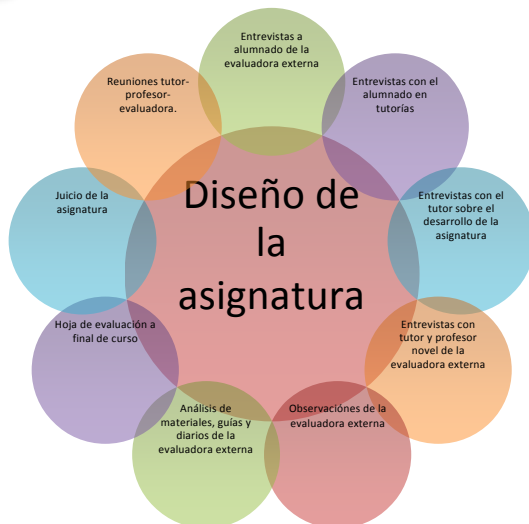 Entrevistas a
alumnado de la
evaluadora externa
Entrevistas con el
alumnado en
tutorías
Entrevistas con el
tutor sobre el
desarrollo de la
asignatura
Entrevistas con
tutor y profesor
novel de la
evaluadora externa
Observaciónes de la
evaluadora externa
Análisis de
materiales, guías y
diarios de la
evaluadora externa
Hoja de evaluación a
final de curso
Juicio de la
asignatura
Reuniones tutor-
profesor-
evaluadora.
Diseño de
la
asignatura